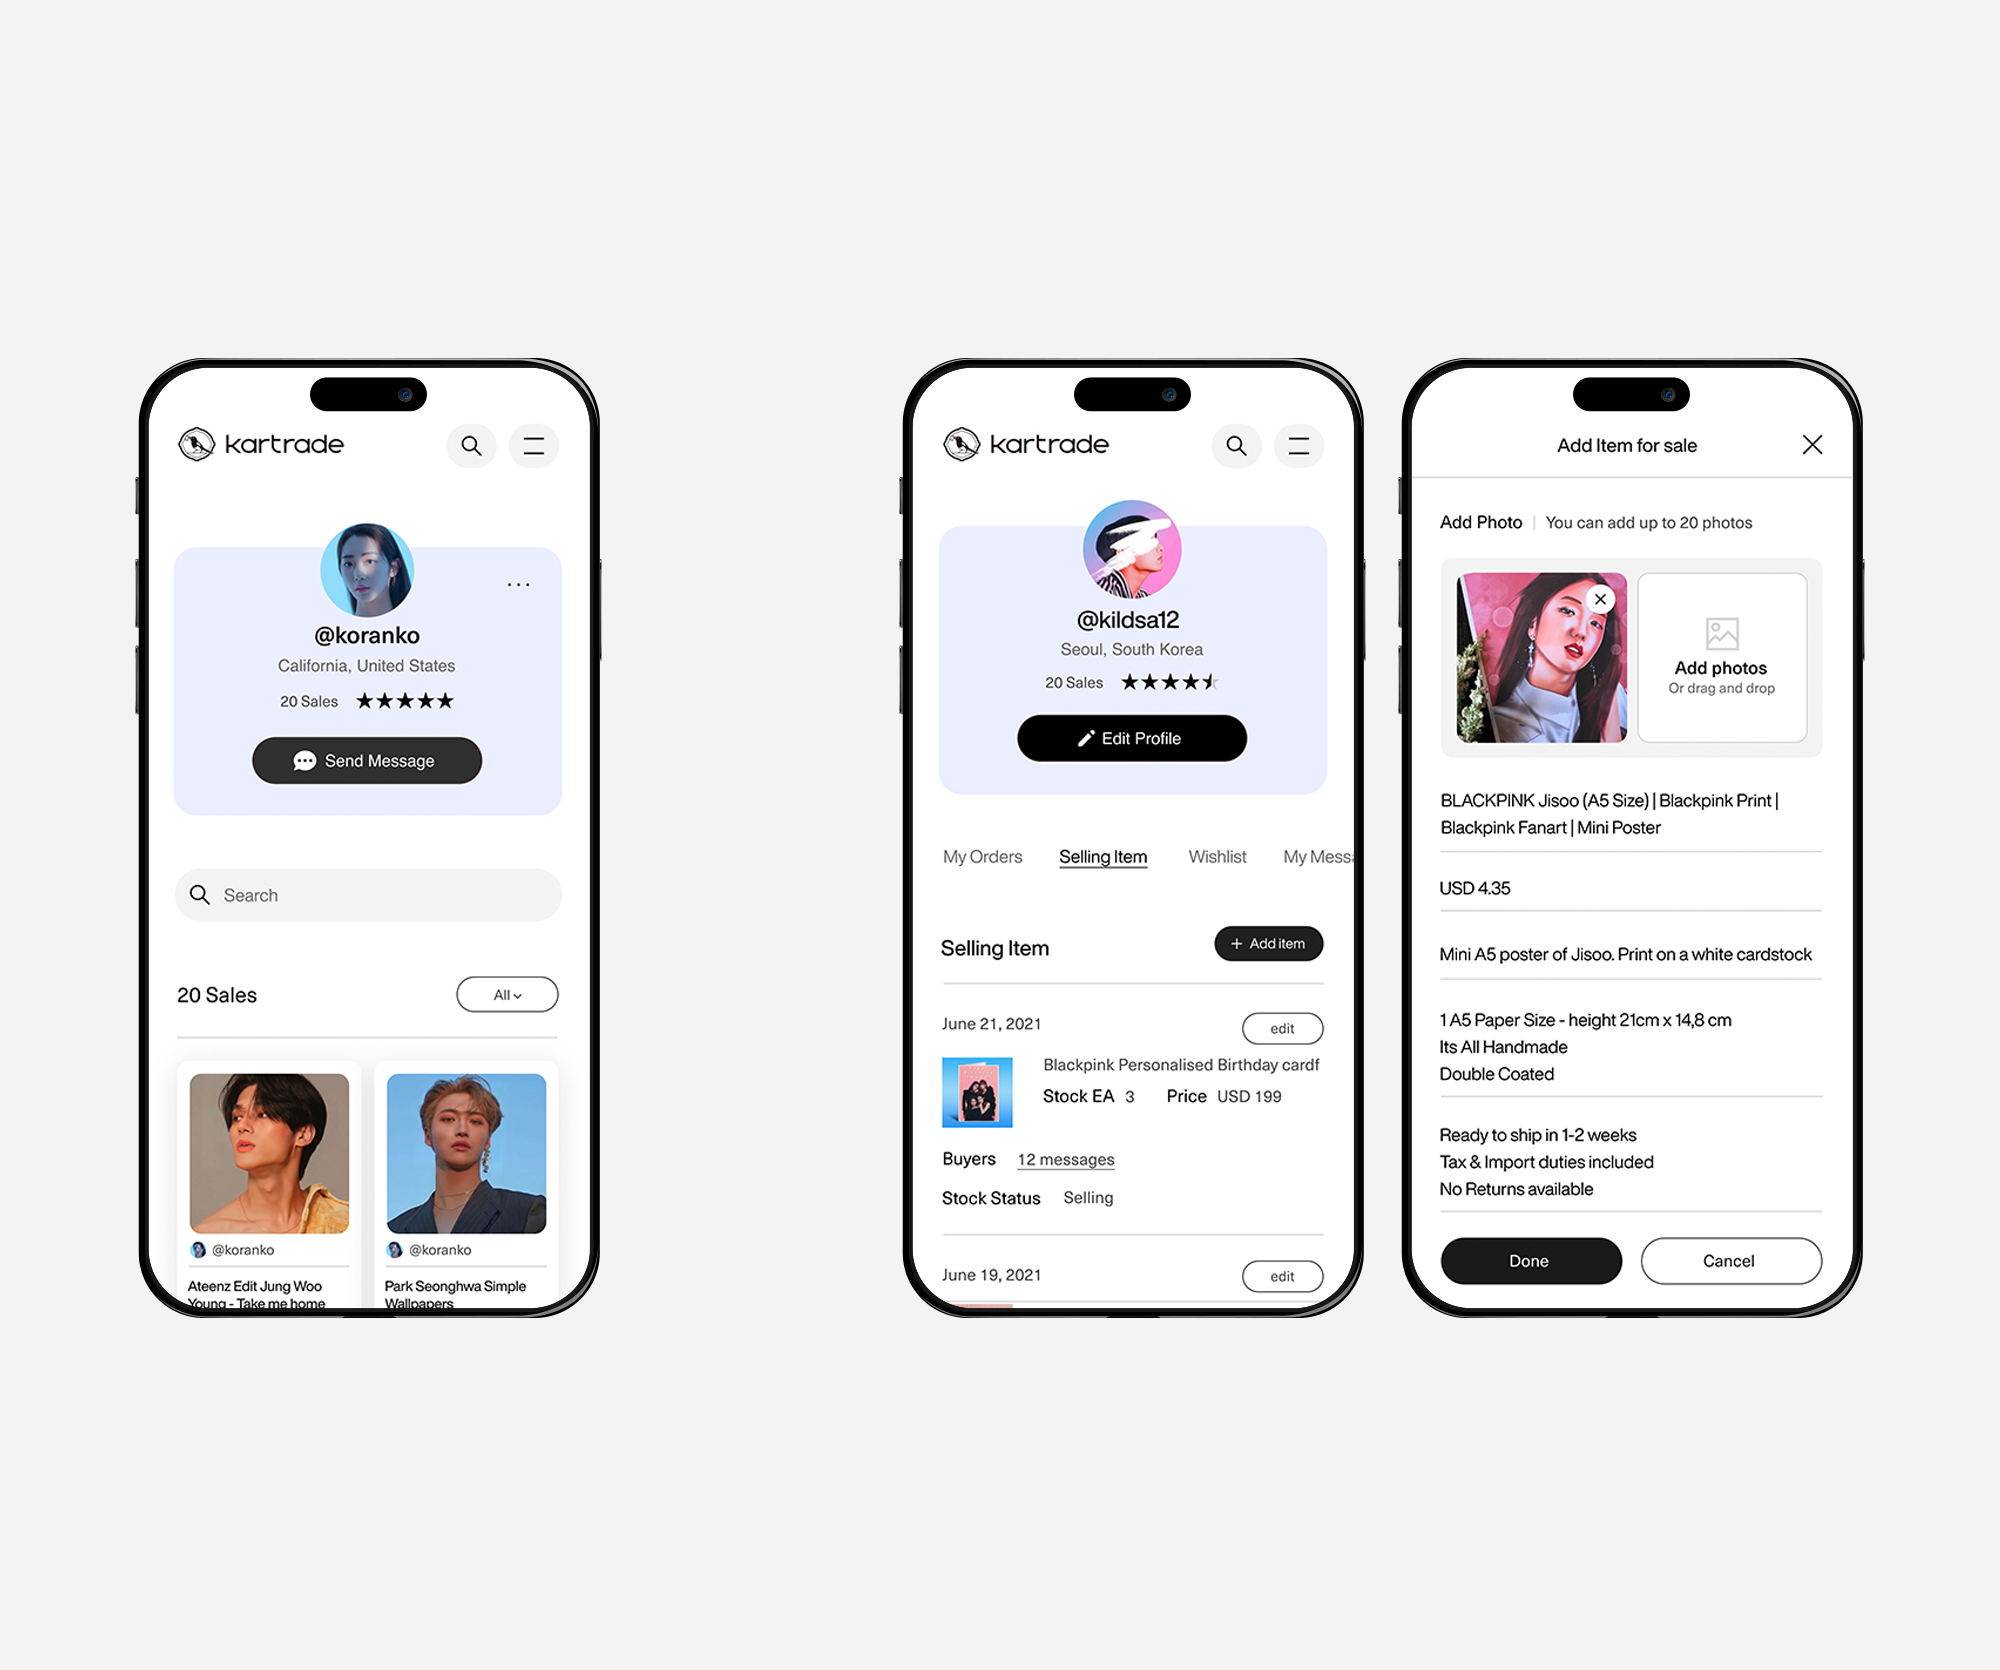 kartrade
@koranko
California, United States
20 Sales
Send Message
Search
20 Sales
All
@koranko
Ateenz Edit Jung Woo
Young - Take me home
@koranko
Park Seonghwa Simple
Wallpapers
kartrade
@kildsa12
Seoul, South Korea
20 Sales
Edit Profile
My Orders Selling Item Wishlist My Messa
Selling Item
+ Add item
June 21, 2021
edit
Blackpink Personalised Birthday cardf
Stock EA 3 Price USD 199
Buyers 12 messages
Stock Status Selling
June 19, 2021
edit
Add Item for sale
Add Photo | You can add up to 20 photos
Add photos
Or drag and drop
BLACKPINK Jisoo (A5 Size) | Blackpink Print |
Blackpink Fanart | Mini Poster
USD 4.35
Mini A5 poster of Jisoo. Print on a white cardstock
1 A5 Paper Size - height 21cm x 14,8 cm
Its All Handmade
Double Coated
Ready to ship in 1-2 weeks
Tax & Import duties included
No Returns available
Done
Cancel